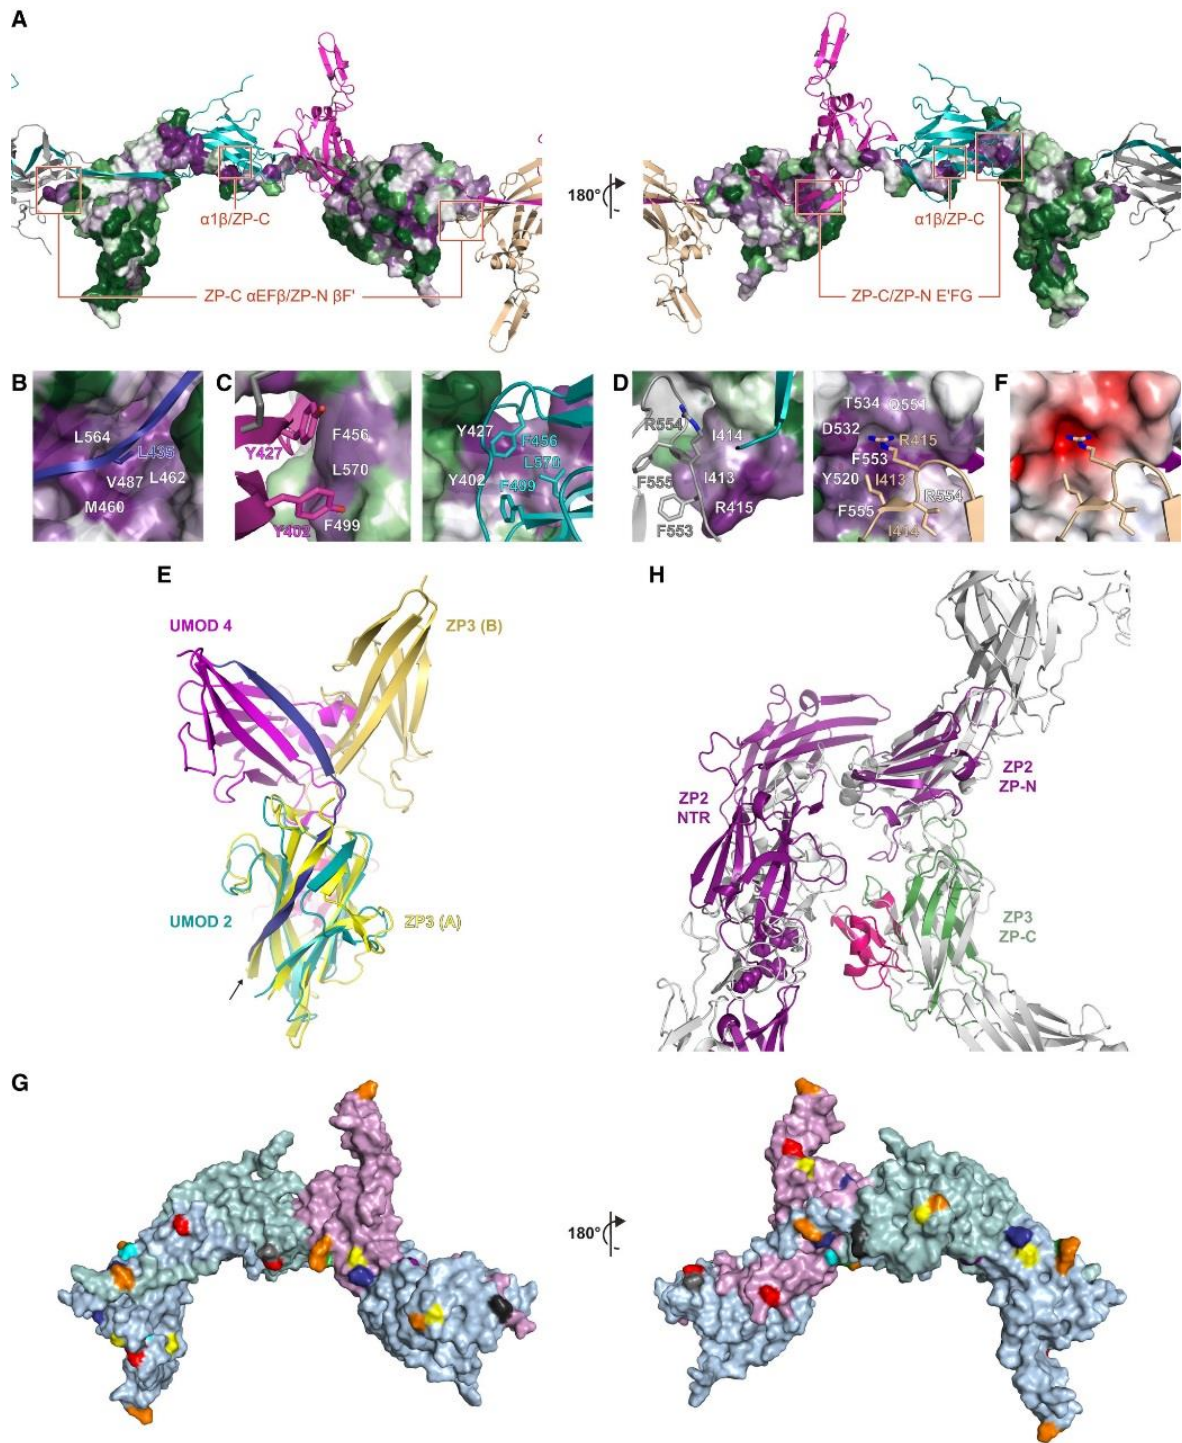 A
α1β/ZP-C
ZP-C αEFβ/ZP-N βF'
180°
α1β/ZP-C
ZP-C/ZP-N E'FG
B
L564
L435
V487
L462
M460
C
Y427
F456
L570
Y402
F499
Y427
F456
L570
Y402
F499
D
R554
I414
I413
F555
R415
F553
T534
Q551
D532
R415
F553
Y520
I413
R554
F555
I414
F
E
UMOD 4
ZP3 (B)
UMOD 2
ZP3 (A)
H
ZP2
ZP-N
ZP2
NTR
ZP3
ZP-C
G
180°